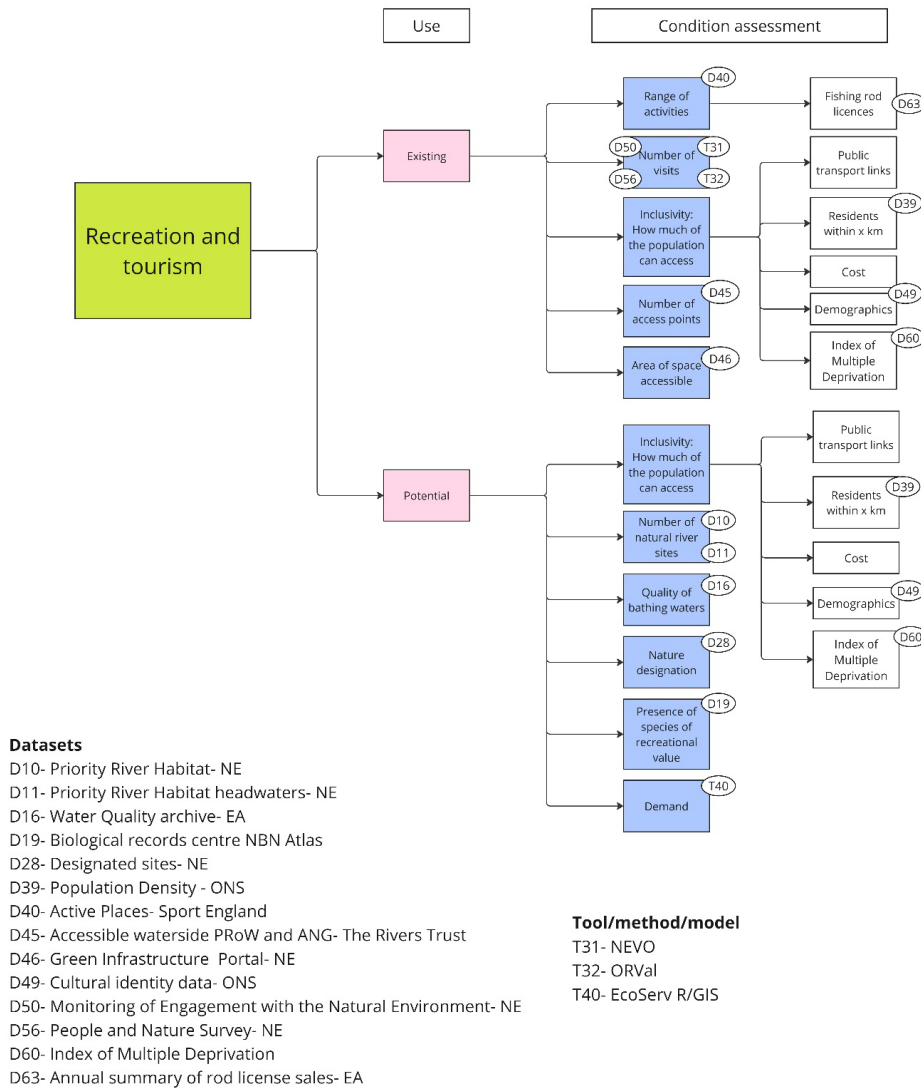 Use
Condition assessment
Recreation and
tourism
Existing
Range of
activities
D40
Fishing rod
licences
D63
D50
D56
Number of
visits
T31
T32
Inclusivity:
How much of
the population
can access
Public
transport links
Residents
within x km
D39
Cost
Demographics
D49
Index of
Multiple
Deprivation
D60
Number of
access points
D45
Area of space
accessible
D46
Potential
Inclusivity:
How much of
the population
can access
Public
transport links
Residents
within x km
D39
Cost
Demographics
D49
Index of
Multiple
Deprivation
D60
Number of
natural river
sites
D10
D11
Quality of
bathing waters
D16
Nature
designation
D28
Presence of
species of
recreational
value
D19
Demand
T40
Datasets
D10- Priority River Habitat- NE
D11- Priority River Habitat headwaters- NE
D16- Water Quality archive- EA
D19- Biological records centre NBN Atlas
D28- Designated sites- NE
D39- Population Density - ONS
D40- Active Places- Sport England
D45- Accessible waterside PRoW and ANG- The Rivers Trust
D46- Green Infrastructure  Portal- NE
D49- Cultural identity data- ONS
D50- Monitoring of Engagement with the Natural Environment- NE
D56- People and Nature Survey- NE
D60- Index of Multiple Deprivation
D63- Annual summary of rod license sales- EA
Tool/method/model
T31- NEVO
T32- ORVal
T40- EcoServ R/GIS